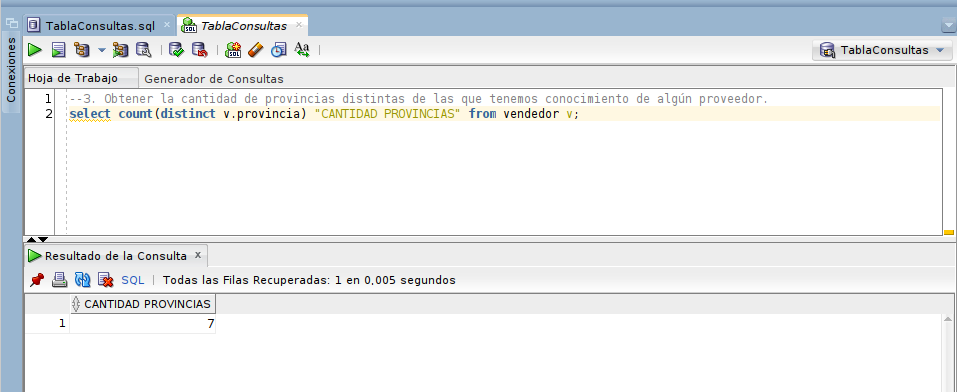 TablaConsultas.sql
TablaConsultas
Conexiones
SQL
Aa
TablaConsultas
Hoja de Trabajo
Generador de Consultas
1 --3. Obtener la cantidad de provincias distintas de las que tenemos conocimiento de algún proveedor.
2 select count(distinct v.provincia) "CANTIDAD PROVINCIAS" from vendedor v;
Resultado de la Consulta x
SQL | Todas las Filas Recuperadas: 1 en 0,005 segundos
CANTIDAD PROVINCIAS
1 7